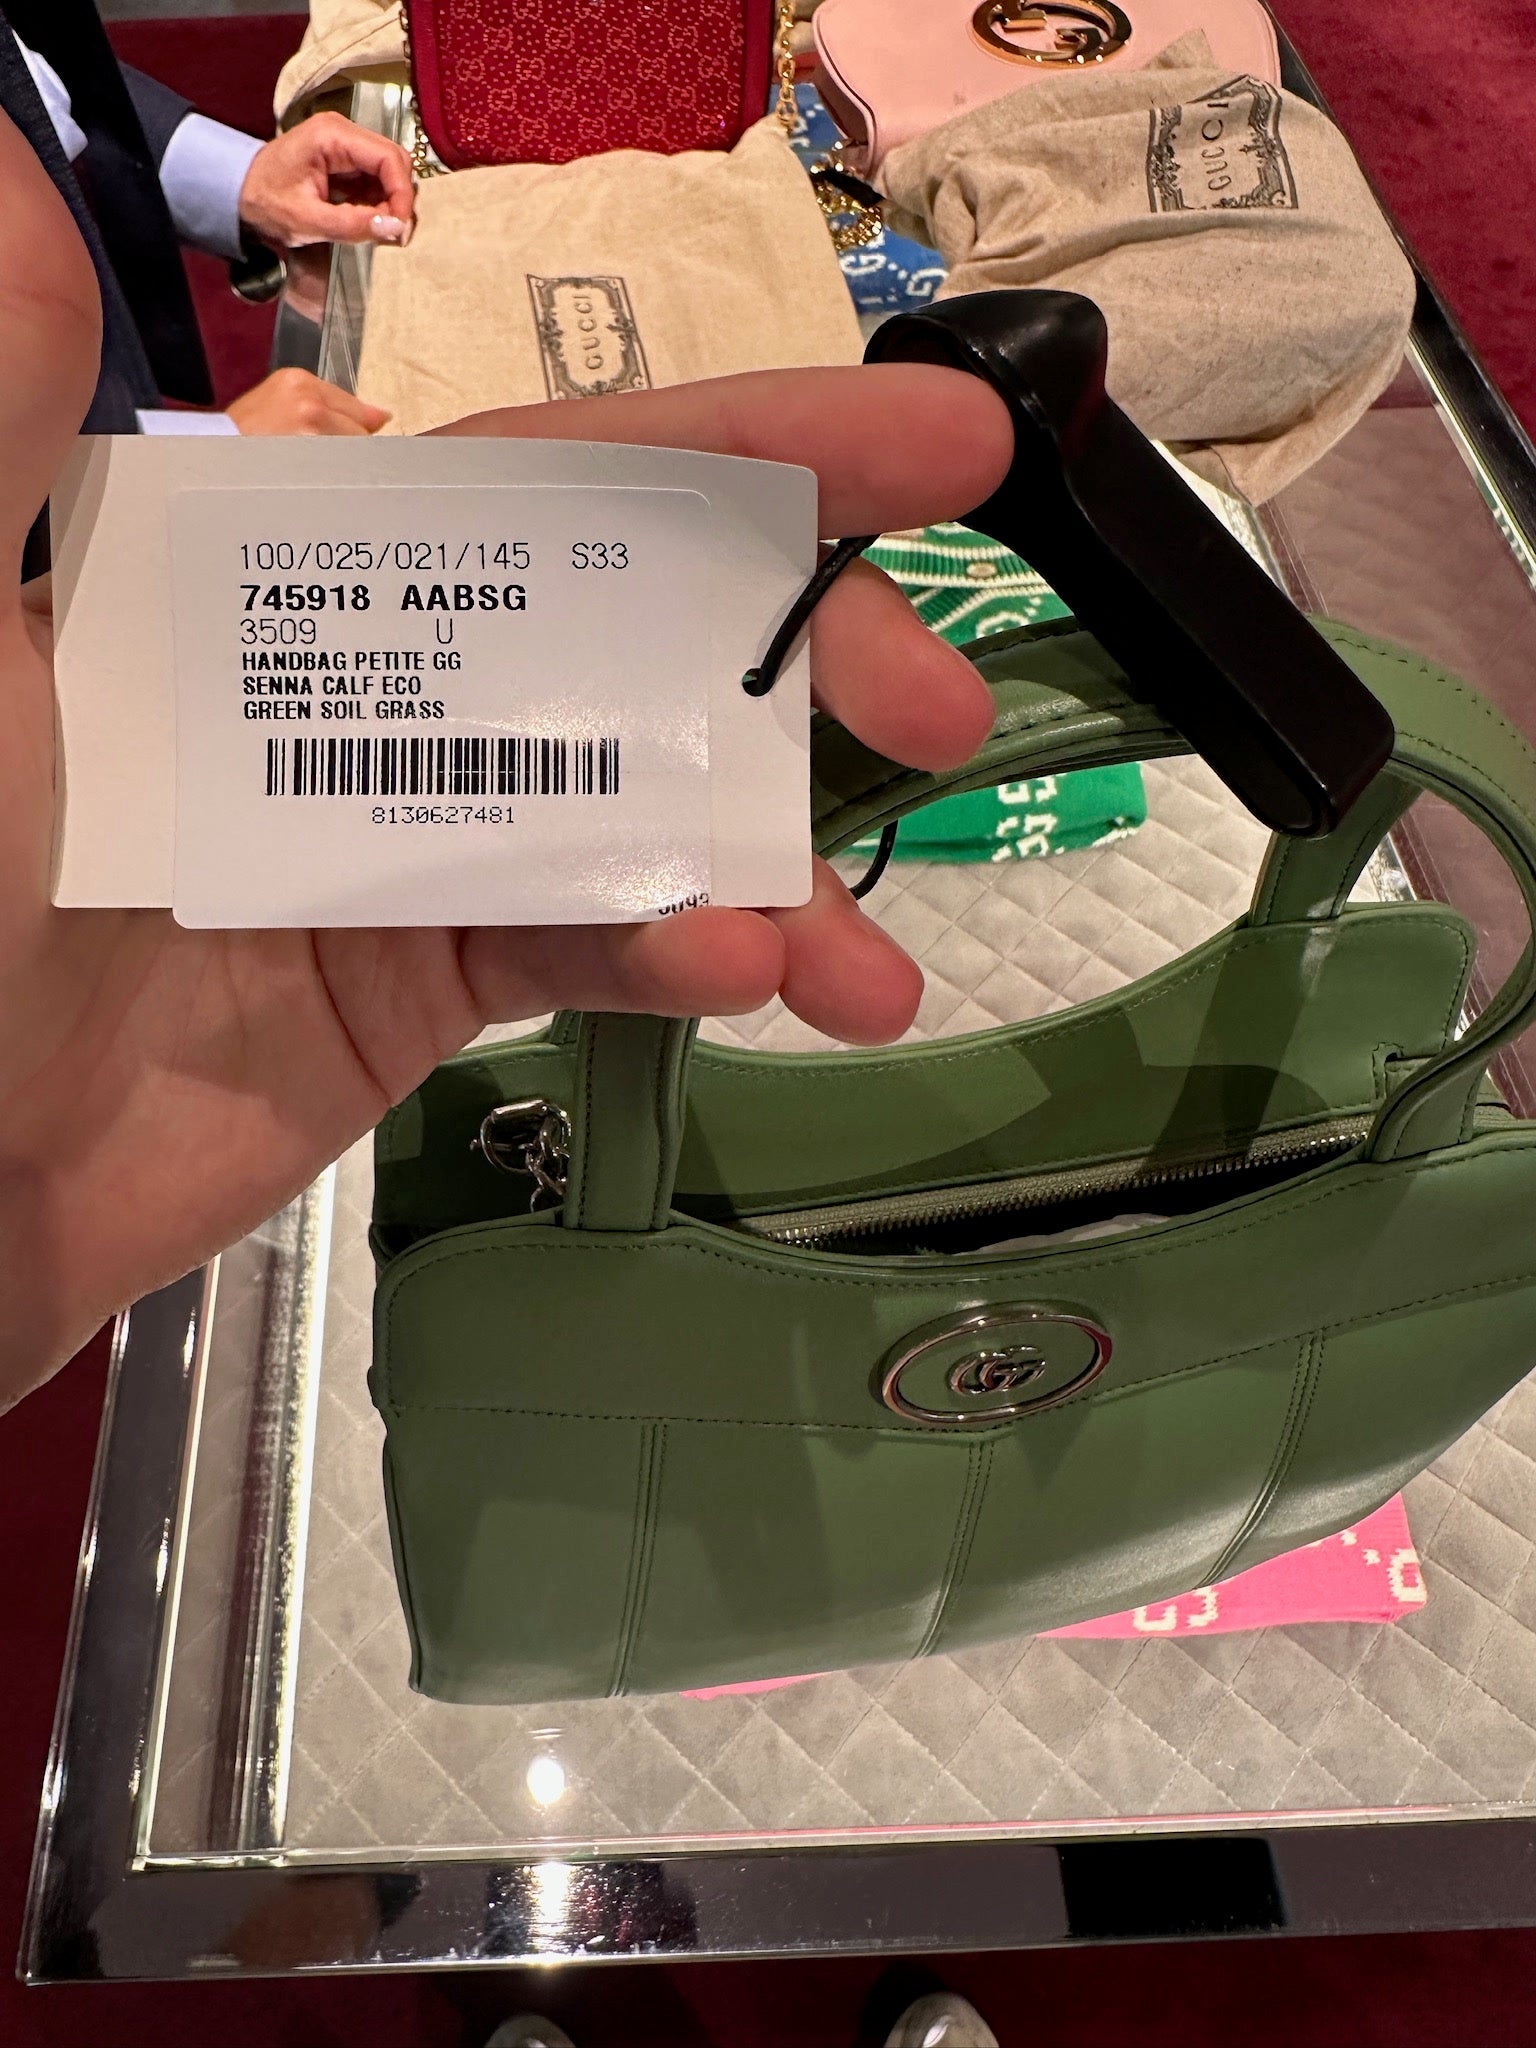 GUCCI
GUCCI
100/025/021/145 S33
745918 AABSG
3509 U
HANDBAG PETITE GG
SENNA CALF ECO
GREEN SOIL GRASS
8130627481